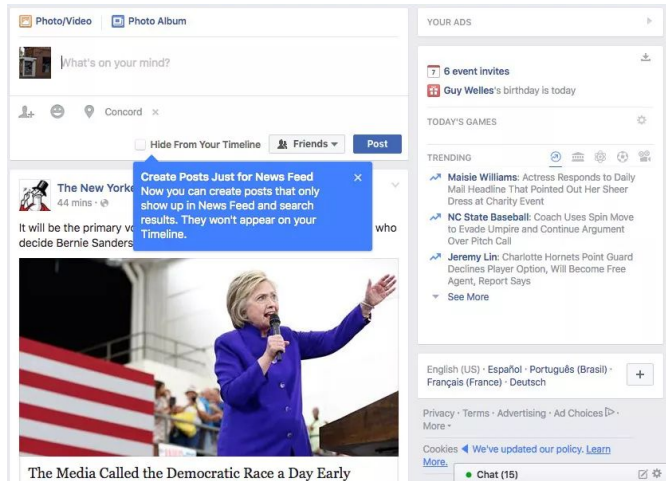 Photo/Video
Photo Album
What's on your mind?
Concord ×
Hide From Your Timeline
Friends
Post
Create Posts Just for News Feed
Now you can create posts that only
show up in News Feed and search
results. They won't appear on your
Timeline.
The New Yorke
44 mins ·
It will be the primary vo
who
decide Bernie Sanders
The Media Called the Democratic Race a Day Early
YOUR ADS
7
6 event invites
Guy Welles's birthday is today
TODAY'S GAMES
TRENDING
Maisie Williams: Actress Responds to Daily
Mail Headline That Pointed Out Her Sheer
Dress at Charity Event
NC State Baseball: Coach Uses Spin Move
to Evade Umpire and Continue Argument
Over Pitch Call
Jeremy Lin: Charlotte Hornets Point Guard
Declines Player Option, Will Become Free
Agent, Report Says
See More
English (US) · Español · Português (Brasil) ·
Français (France) · Deutsch
+
Privacy · Terms · Advertising · Ad Choices ·
More
Cookies We've updated our policy. Learn
More.
Chat (15)